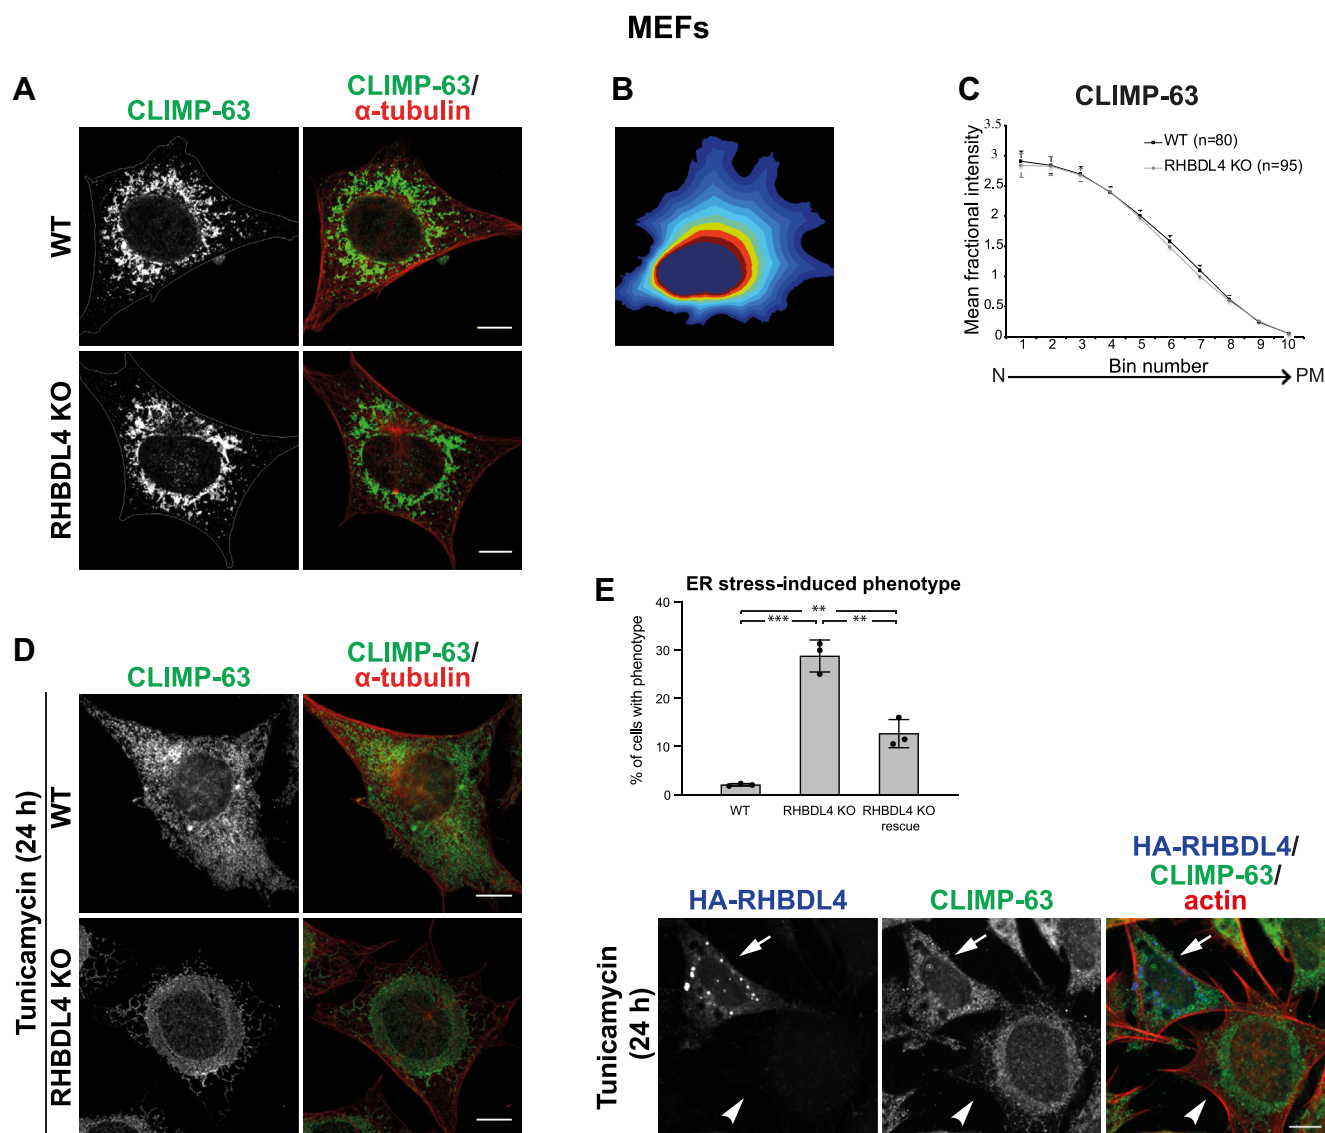 MEFs
A
CLIMP-63
CLIMP-63/
α-tubulin
WT
RHBDL4 KO
B
C
CLIMP-63
Mean fractional intensity
3.5
3
2.5
2
1.5
1
0.5
0
WT (n=80)
RHBDL4 KO (n=95)
1 2 3 4 5 6 7 8 9 10
Bin number
N PM
D
CLIMP-63
CLIMP-63/
α-tubulin
Tunicamycin (24 h)
WT
RHBDL4 KO
E
ER stress-induced phenotype
% of cells with phenotype
40
30
20
10
0
**
*** **
WT RHBDL4 KO RHBDL4 KO
rescue
HA-RHBDL4
CLIMP-63
HA-RHBDL4/
CLIMP-63/
actin
Tunicamycin
(24 h)